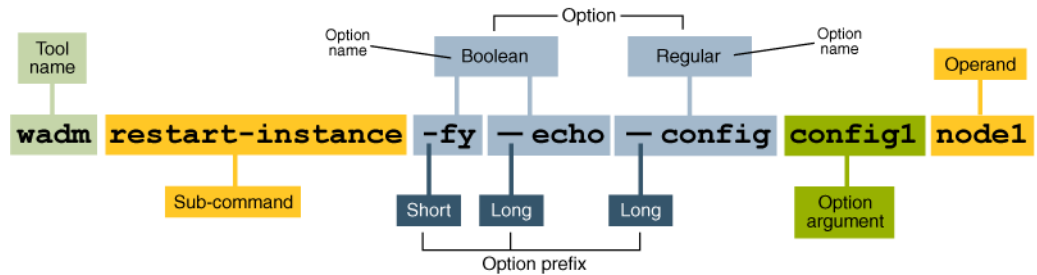 Option
Tool
name
Option
name
Boolean
Regular
Option
name
Operand
wadm restart-instance -fy — echo — config config1 node1
Sub-command
Short
Long
Long
Option
argument
Option prefix